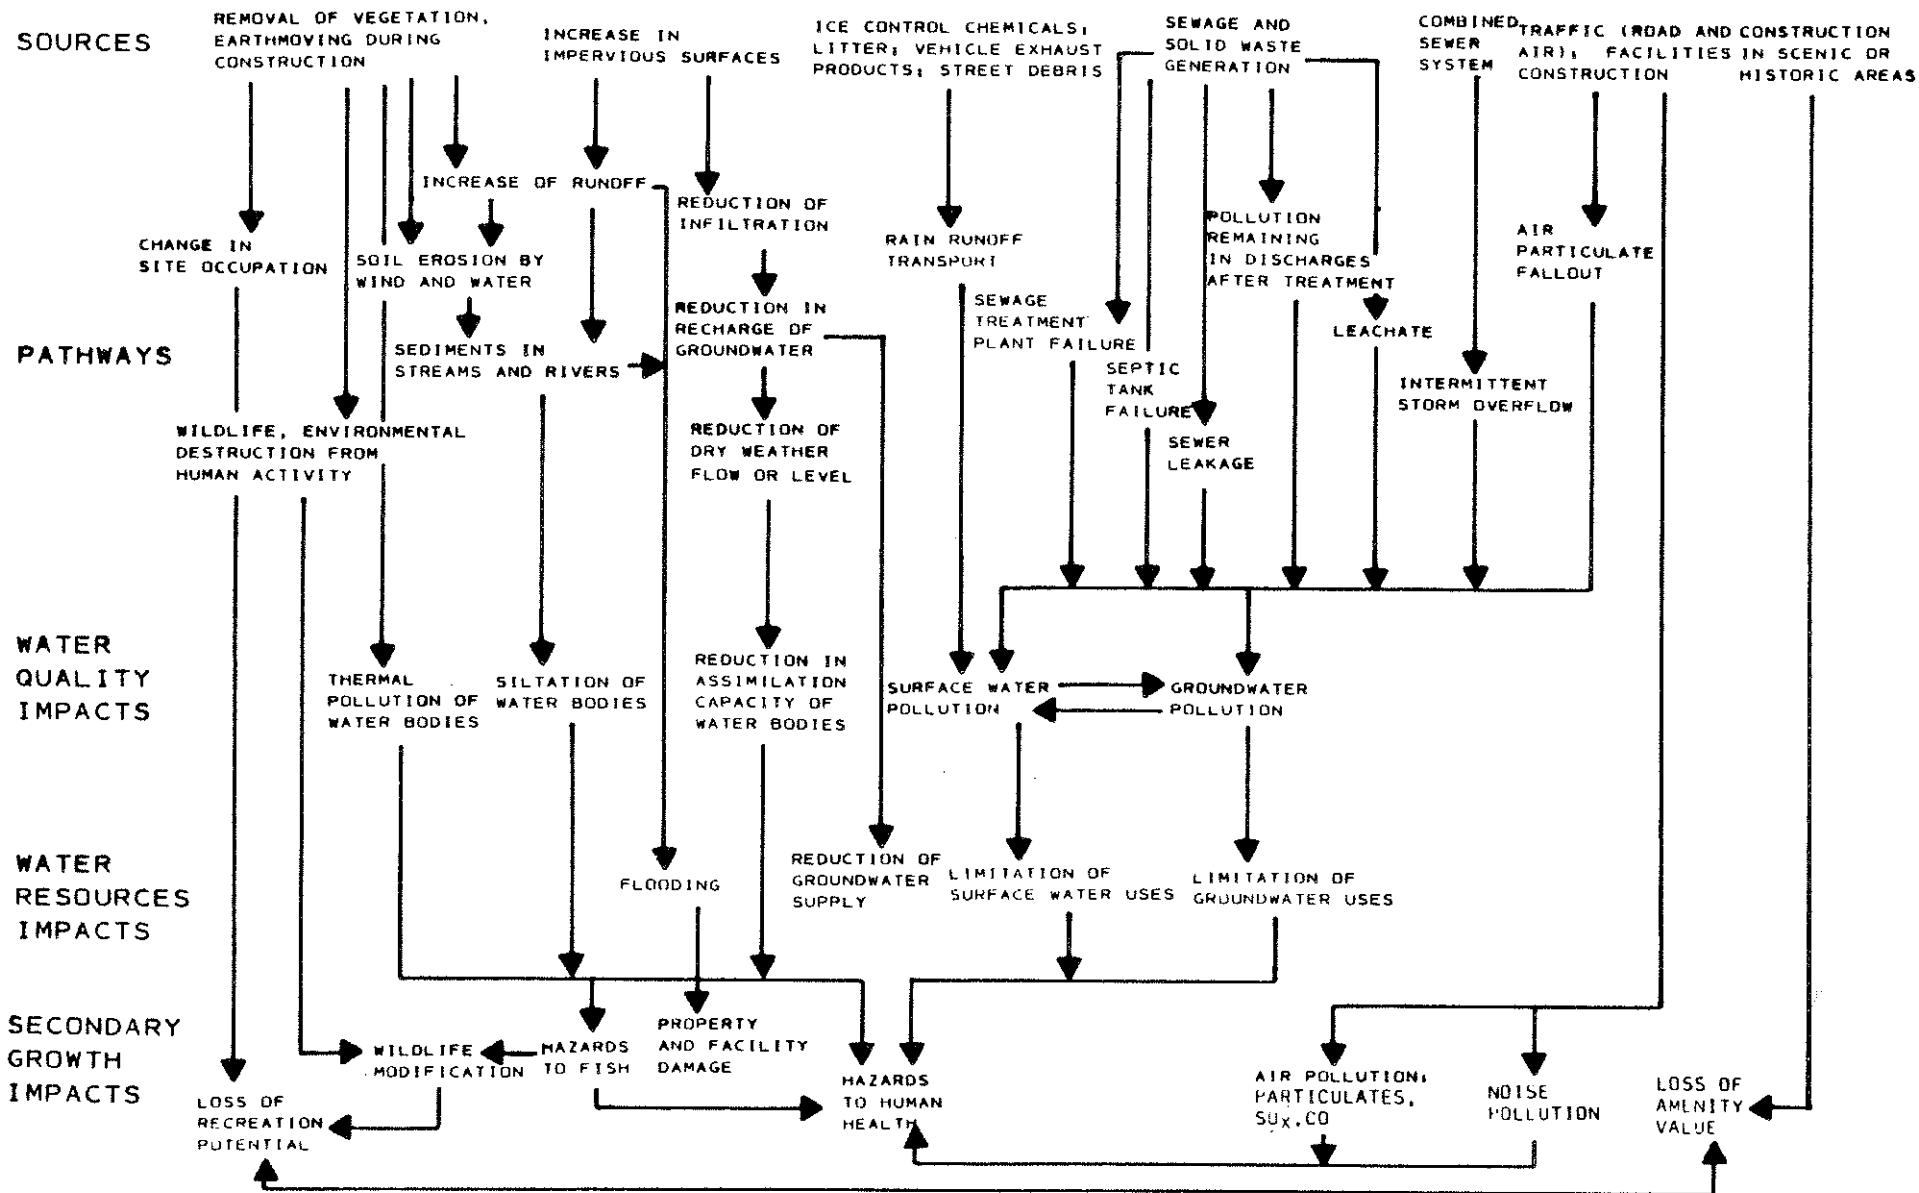 SOURCES
REMOVAL OF VEGETATION,
EARTHMOVING DURING
CONSTRUCTION
INCREASE IN
IMPERVIOUS SURFACES
ICE CONTROL CHEMICALS;
LITTER; VEHICLE EXHAUST
PRODUCTS; STREET DEBRIS
SEWAGE AND
SOLID WASTE
GENERATION
COMBINED
SEWER
SYSTEM
TRAFFIC (ROAD AND
AIR); FACILITIES
CONSTRUCTION
CONSTRUCTION
IN SCENIC OR
HISTORIC AREAS
PATHWAYS
INCREASE OF RUNOFF
REDUCTION OF
INFILTRATION
CHANGE IN
SITE OCCUPATION
SOIL EROSION BY
WIND AND WATER
RAIN RUNOFF
TRANSPORT
POLLUTION
REMAINING
IN DISCHARGES
AFTER TREATMENT
AIR
PARTICULATE
FALLOUT
REDUCTION IN
RECHARGE OF
GROUNDWATER
SEWAGE
TREATMENT
PLANT FAILURE
LEACHATE
SEDIMENTS IN
STREAMS AND RIVERS
SEPTIC
TANK
FAILURE
INTERMITTENT
STORM OVERFLOW
WILDLIFE, ENVIRONMENTAL
DESTRUCTION FROM
HUMAN ACTIVITY
REDUCTION OF
DRY WEATHER
FLOW OR LEVEL
SEWER
LEAKAGE
WATER
QUALITY
IMPACTS
THERMAL
POLLUTION OF
WATER BODIES
SILTATION OF
WATER BODIES
REDUCTION IN
ASSIMILATION
CAPACITY OF
WATER BODIES
SURFACE WATER
POLLUTION
GROUNDWATER
POLLUTION
WATER
RESOURCES
IMPACTS
FLOODING
REDUCTION OF
GROUNDWATER
SUPPLY
LIMITATION OF
SURFACE WATER USES
LIMITATION OF
GROUNDWATER USES
SECONDARY
GROWTH
IMPACTS
WILDLIFE
MODIFICATION
HAZARDS
TO FISH
PROPERTY
AND FACILITY
DAMAGE
LOSS OF
RECREATION
POTENTIAL
HAZARDS
TO HUMAN
HEALTH
AIR POLLUTION;
PARTICULATES,
SOx,CO
NOISE
POLLUTION
LOSS OF
AMENITY
VALUE